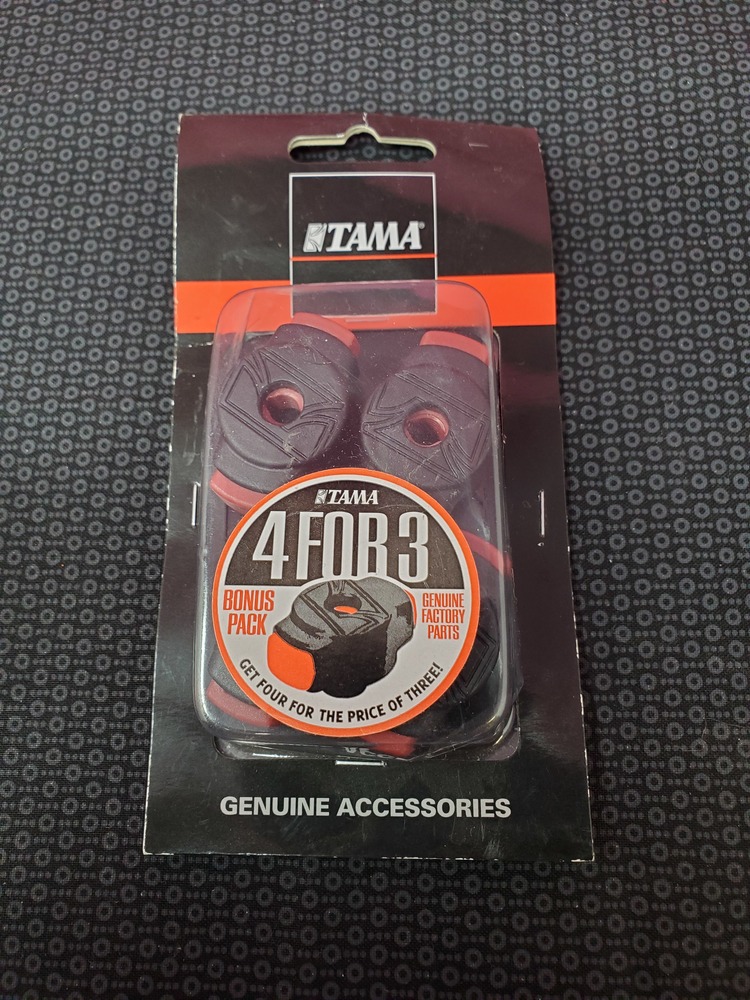 TAMA
TAMA
4 FOR 3
BONUS
PACK
GENUINE
FACTORY
PARTS
GET FOUR FOR THE PRICE OF THREE!
GENUINE ACCESSORIES